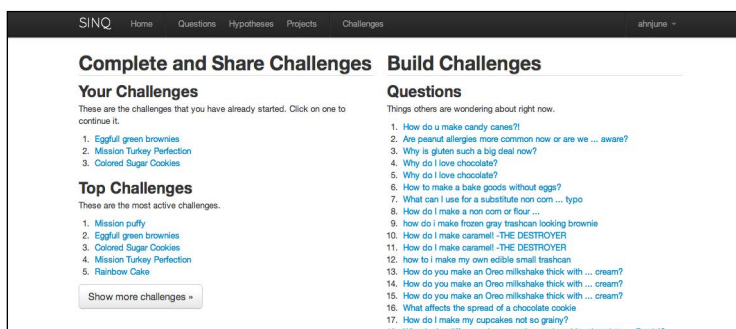 SINQ Home Questions Hypotheses Projects Challenges ahnjune
Complete and Share Challenges
Your Challenges
These are the challenges that you have already started. Click on one to
continue it.
1. Eggfull green brownies
2. Mission Turkey Perfection
3. Colored Sugar Cookies
Top Challenges
These are the most active challenges.
1. Mission puffy
2. Eggfull green brownies
3. Colored Sugar Cookies
4. Mission Turkey Perfection
5. Rainbow Cake
Show more challenges »
Build Challenges
Questions
Things others are wondering about right now.
1. How do u make candy canes?!
2. Are peanut allergies more common now or are we ... aware?
3. Why is gluten such a big deal now?
4. Why do I love chocolate?
5. Why do I love chocolate?
6. How to make a bake goods without eggs?
7. What can I use for a substitute non corn ... typo
8. How do I make a non corn or flour ...
9. how do i make frozen gray trashcan looking brownie
10. How do I make caramel! -THE DESTROYER
11. How do I make caramel! -THE DESTROYER
12. how to i make my own edible small trashcan
13. How do you make an Oreo milkshake thick with ... cream?
14. How do you make an Oreo milkshake thick with ... cream?
15. How do you make an Oreo milkshake thick with ... cream?
16. What affects the spread of a chocolate cookie
17. How do I make my cupcakes not so grainy?